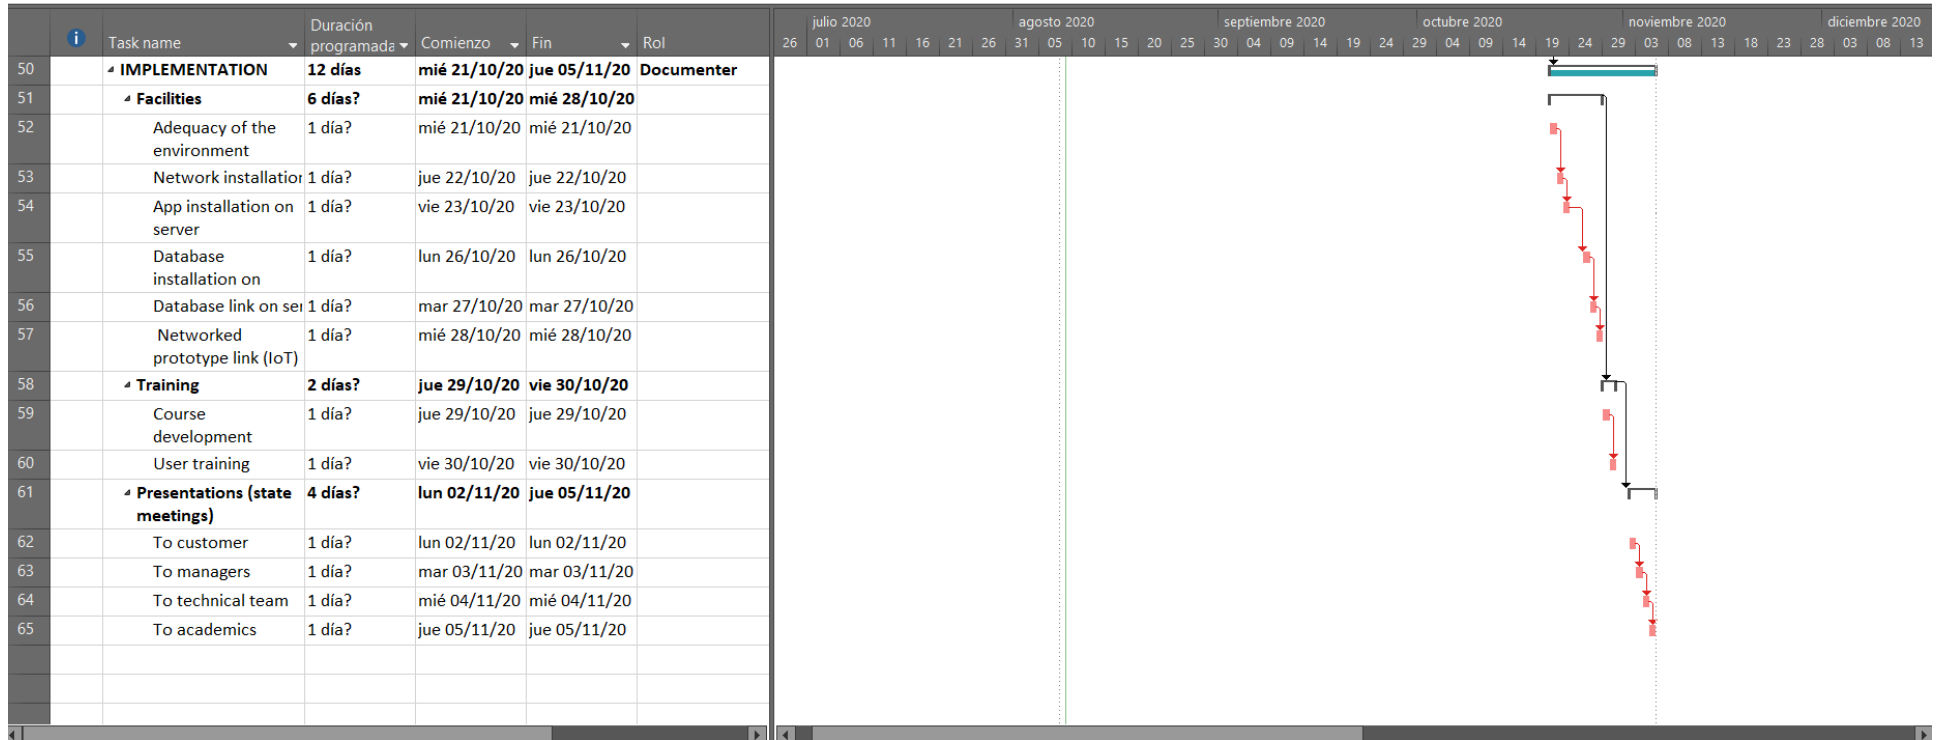 julio 2020 agosto 2020 septiembre 2020 octubre 2020 noviembre 2020 diciembre 2020
Task name Duración programada Comienzo Fin Rol
26 01 06 11 16 21 26 31 05 10 15 20 25 30 04 09 14 19 24 29 04 09 14 19 24 29 03 08 13 18 23 28 03 08 13
50 IMPLEMENTATION 12 días mié 21/10/20 jue 05/11/20 Documenter
51 Facilities 6 días? mié 21/10/20 mié 28/10/20
52 Adequacy of the 1 día? mié 21/10/20 mié 21/10/20
environment
53 Network installation 1 día? jue 22/10/20 jue 22/10/20
54 App installation on 1 día? vie 23/10/20 vie 23/10/20
server
55 Database 1 día? lun 26/10/20 lun 26/10/20
installation on
56 Database link on ser 1 día? mar 27/10/20 mar 27/10/20
57 Networked 1 día? mié 28/10/20 mié 28/10/20
prototype link (IoT)
58 Training 2 días? jue 29/10/20 vie 30/10/20
59 Course 1 día? jue 29/10/20 jue 29/10/20
development
60 User training 1 día? vie 30/10/20 vie 30/10/20
61 Presentations (state 4 días? lun 02/11/20 jue 05/11/20
meetings)
62 To customer 1 día? lun 02/11/20 lun 02/11/20
63 To managers 1 día? mar 03/11/20 mar 03/11/20
64 To technical team 1 día? mié 04/11/20 mié 04/11/20
65 To academics 1 día? jue 05/11/20 jue 05/11/20